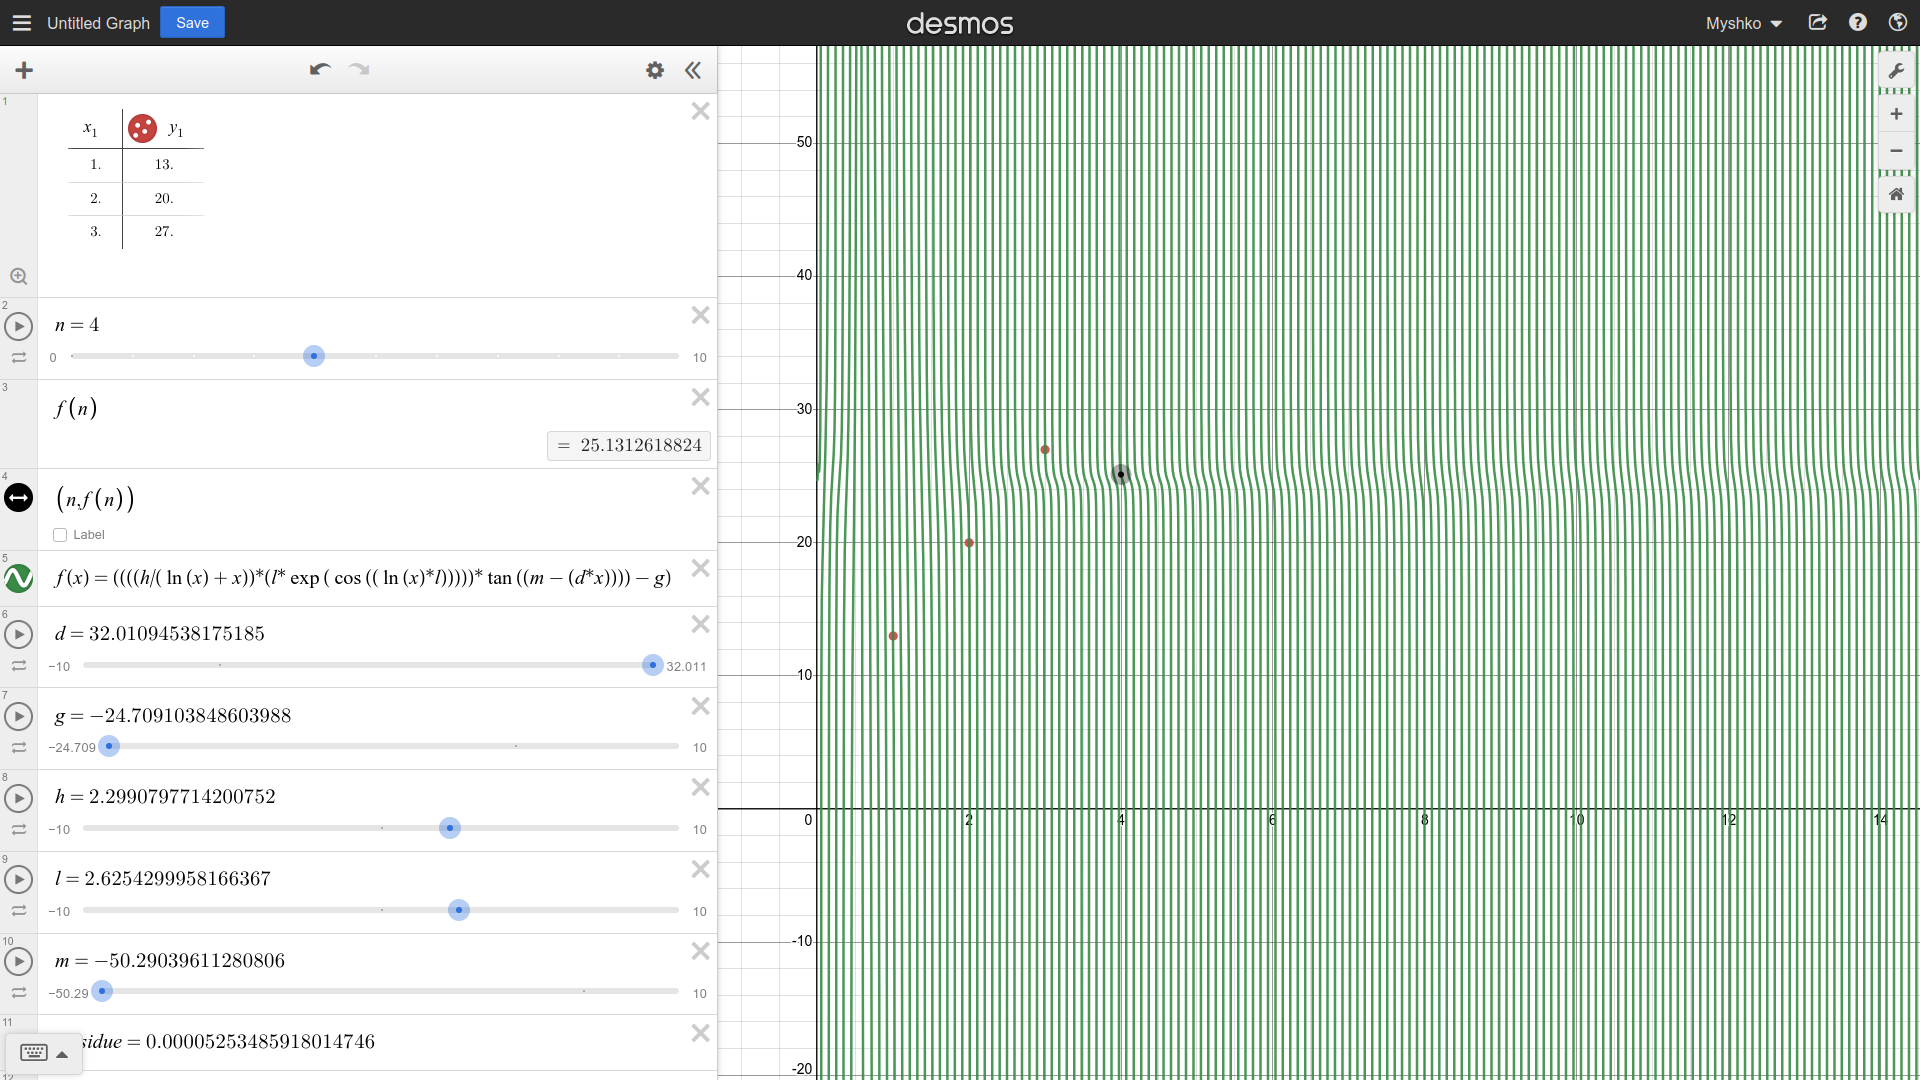 Untitled Graph Save desmos Myshko
1
x₁ y₁
1. 13.
2. 20.
3. 27.
2
n = 4
0 10
3
f(n)
= 25.1312618824
4
(n,f(n))
Label
5
f(x) = ((((h/( ln (x) + x))*(l* exp ( cos (( ln (x)*l)))))* tan ((m − (d*x)))) − g)
6
d = 32.01094538175185
−10 32.011
7
g = −24.709103848603988
−24.709 10
8
h = 2.2990797714200752
−10 10
9
l = 2.6254299958166367
−10 10
10
m = −50.29039611280806
−50.29 10
11
sidue = 0.00005253485918014746
12
50
40
30
20
10
0 2 4 6 8 10 12 14
-10
-20